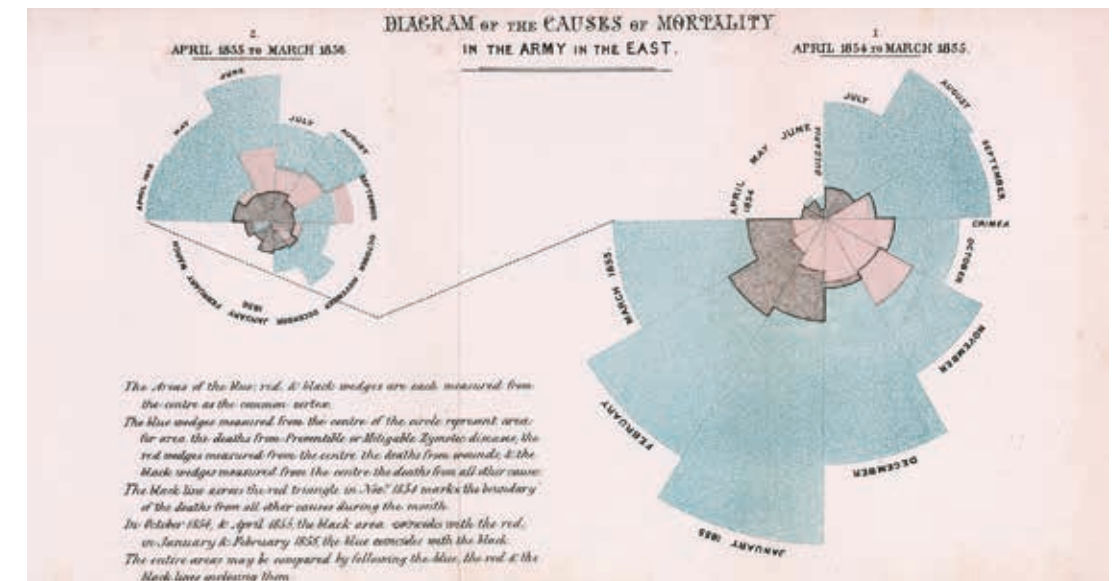 DIAGRAM OF THE CAUSES OF MORTALITY
IN THE ARMY IN THE EAST.
2.
APRIL 1855 TO MARCH 1856
JUNE
JULY
AUGUST
SEPTEMBER
OCTOBER
NOVEMBER
DECEMBER
JANUARY
1856
FEBRUARY
MARCH
APRIL 1855
MAY
1.
APRIL 1854 TO MARCH 1855.
APRIL
1854
MAY
JUNE
BULGARIA
JULY
AUGUST
SEPTEMBER
CRIMEA
OCTOBER
NOVEMBER
DECEMBER
JANUARY 1855
FEBRUARY
MARCH 1855
The Areas of the blue, red, & black wedges are each measured from
the centre as the common vertex.
The blue wedges measured from the centre of the circle represent area
for area the deaths from Preventible or Mitigable Zymotic diseases, the
red wedges measured from the centre the deaths from wounds, & the
black wedges measured from the centre the deaths from all other causes
The black line across the red triangle in Novr. 1854 marks the boundary
of the deaths from all other causes during the month.
In October 1854, & April 1855, the black area coincides with the red,
in January & February 1856, the blue coincides with the black.
The entire areas may be compared by following the blue, the red & the
black lines enclosing them